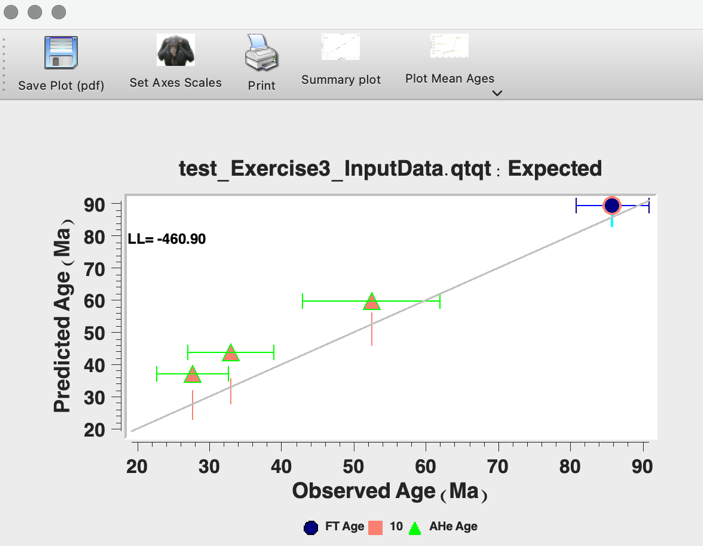 Save Plot (pdf)
Set Axes Scales
Print
Summary plot
Plot Mean Ages
test_Exercise3_InputData.qtqt : Expected
Predicted Age (Ma)
90
80
70
60
50
40
30
20
LL= -460.90
20 30 40 50 60 70 80 90
Observed Age (Ma)
FT Age 10 AHe Age